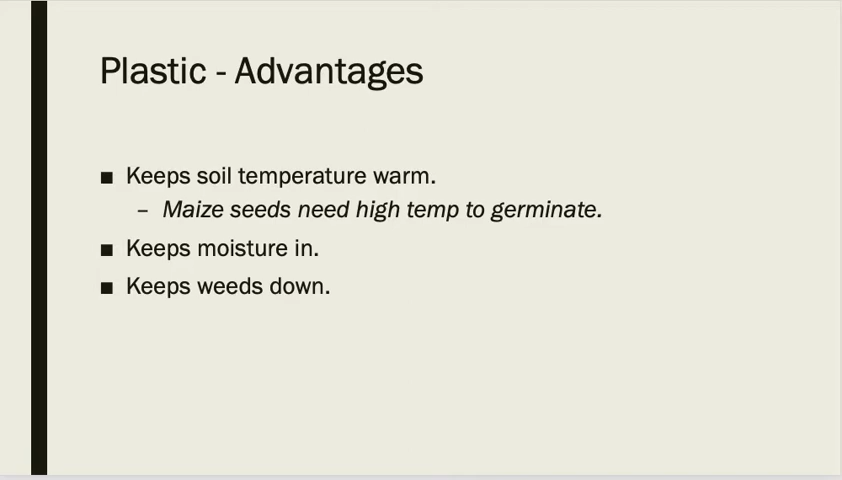 Plastic - Advantages
■ Keeps soil temperature warm.
– Maize seeds need high temp to germinate.
■ Keeps moisture in.
■ Keeps weeds down.